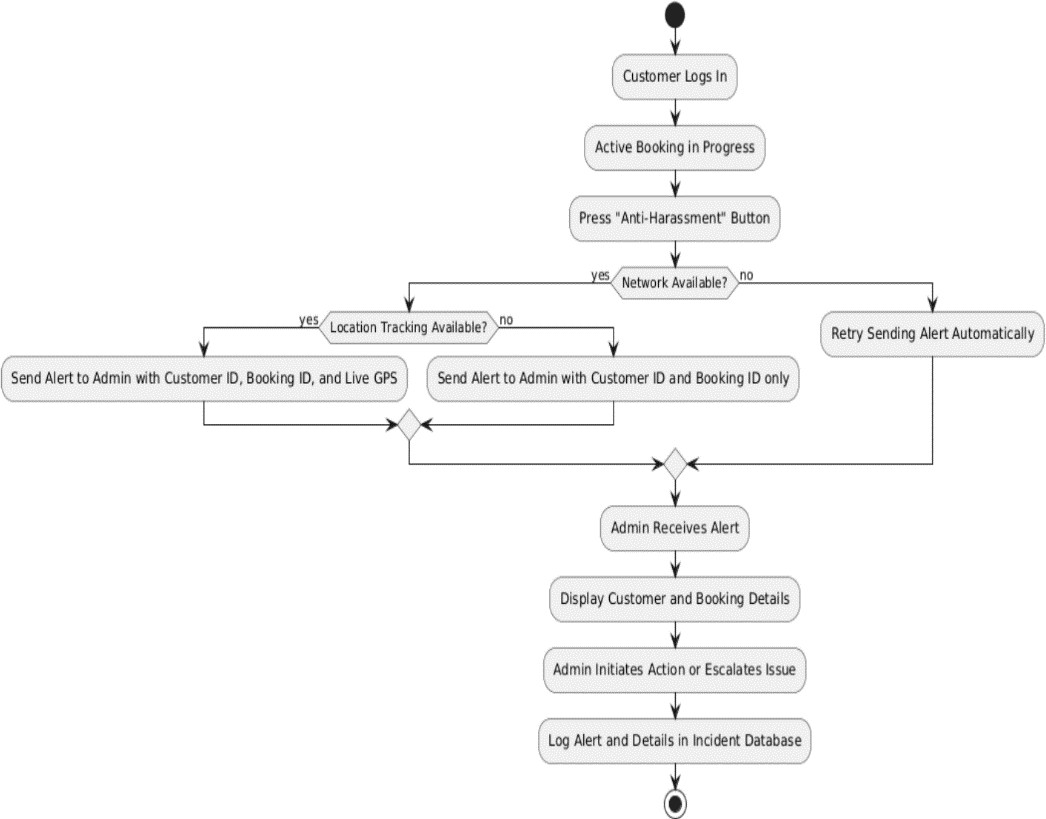 Customer Logs In
Active Booking in Progress
Press "Anti-Harassment" Button
yes
Network Available?
no
yes
Location Tracking Available?
no
Retry Sending Alert Automatically
Send Alert to Admin with Customer ID, Booking ID, and Live GPS
Send Alert to Admin with Customer ID and Booking ID only
Admin Receives Alert
Display Customer and Booking Details
Admin Initiates Action or Escalates Issue
Log Alert and Details in Incident Database